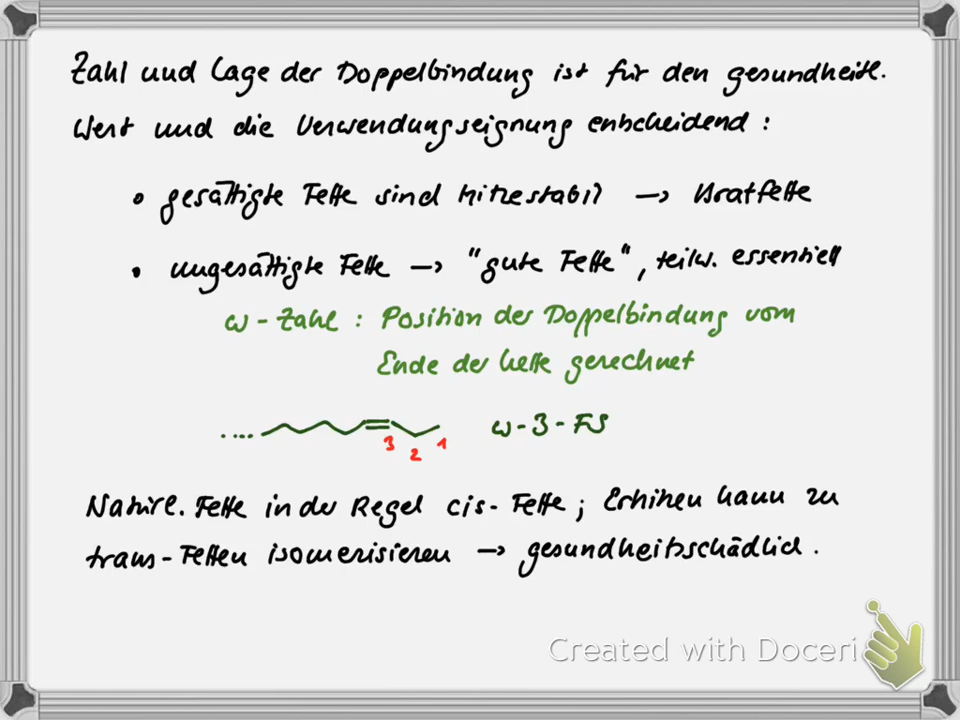 Zahl und Lage der Doppelbindung ist für den gesundheitl.
Wert und die Verwendungseignung entscheidend :
• gesättigte Fette sind hitzestabil → Bratfette
• ungesättigte Fette → "gute Fette", teilw. essentiell
ω - Zahl : Position der Doppelbindung vom
Ende der Kette gerechnet
.... 3 2 1 ω - 3 - FS
Natürl. Fette in der Regel cis-Fette ; Erhitzen kann zu
trans-Fetten isomerisieren → gesundheitsschädlich .
Created with Doceri